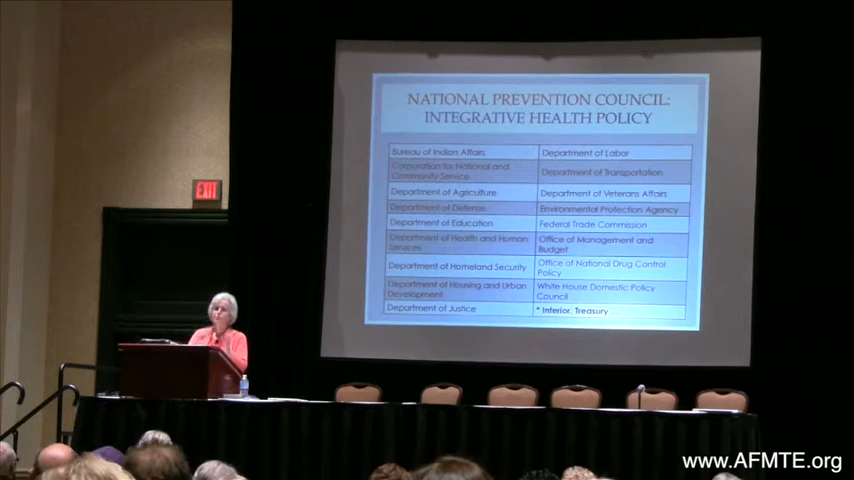 NATIONAL PREVENTION COUNCIL:
INTEGRATIVE HEALTH POLICY
Bureau of Indian Affairs
Department of Labor
Corporation for National and
Community Service
Department of Transportation
Department of Agriculture
Department of Veterans Affairs
Department of Defense
Environmental Protection Agency
Department of Education
Federal Trade Commission
Department of Health and Human
Services
Office of Management and
Budget
Department of Homeland Security
Office of National Drug Control
Policy
Department of Housing and Urban
Development
White House Domestic Policy
Council
Department of Justice
* Interior, Treasury
EXIT
www.AFMTE.org